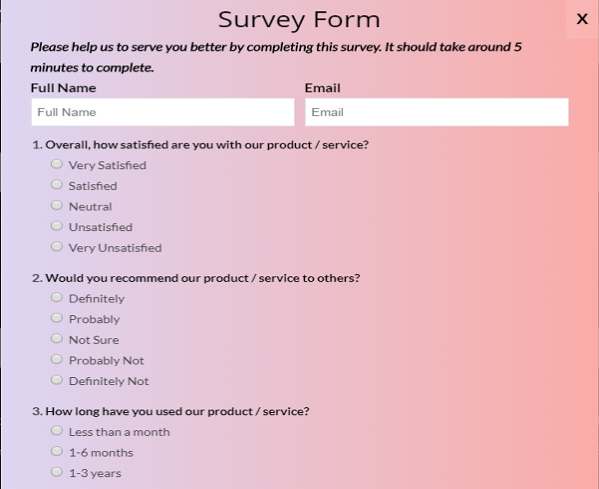 Survey Form
X
Please help us to serve you better by completing this survey. It should take around 5
minutes to complete.
Full Name
Email
Full Name
Email
1. Overall, how satisfied are you with our product / service?
Very Satisfied
Satisfied
Neutral
Unsatisfied
Very Unsatisfied
2. Would you recommend our product / service to others?
Definitely
Probably
Not Sure
Probably Not
Definitely Not
3. How long have you used our product / service?
Less than a month
1-6 months
1-3 years